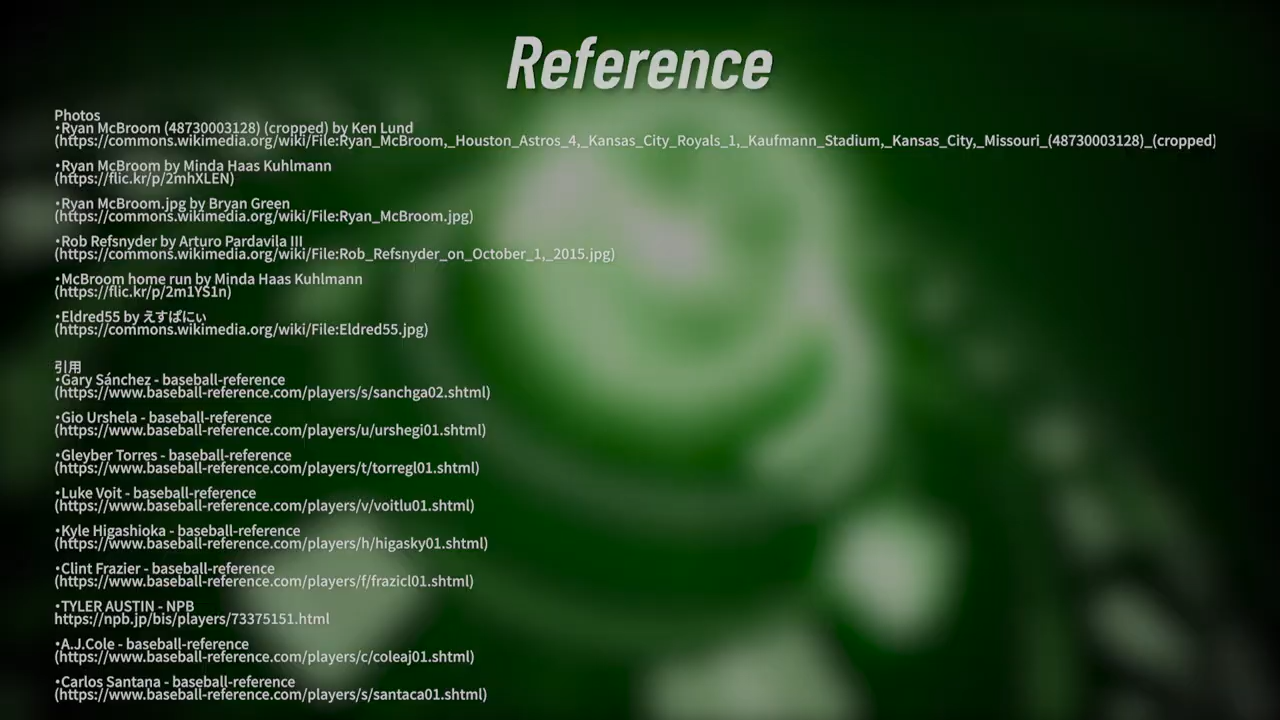 Reference
Photos
・Ryan McBroom (48730003128) (cropped) by Ken Lund
(https://commons.wikimedia.org/wiki/File:Ryan_McBroom,_Houston_Astros_4,_Kansas_City_Royals_1,_Kaufmann_Stadium,_Kansas_City,_Missouri_(48730003128)_(cropped)
・Ryan McBroom by Minda Haas Kuhlmann
(https://flic.kr/p/2mhXLEN)
・Ryan McBroom.jpg by Bryan Green
(https://commons.wikimedia.org/wiki/File:Ryan_McBroom.jpg)
・Rob Refsnyder by Arturo Pardavila III
(https://commons.wikimedia.org/wiki/File:Rob_Refsnyder_on_October_1,_2015.jpg)
・McBroom home run by Minda Haas Kuhlmann
(https://flic.kr/p/2m1YS1n)
・Eldred55 by えすぱにぃ
(https://commons.wikimedia.org/wiki/File:Eldred55.jpg)
引用
・Gary Sánchez - baseball-reference
(https://www.baseball-reference.com/players/s/sanchga02.shtml)
・Gio Urshela - baseball-reference
(https://www.baseball-reference.com/players/u/urshegi01.shtml)
・Gleyber Torres - baseball-reference
(https://www.baseball-reference.com/players/t/torregl01.shtml)
・Luke Voit - baseball-reference
(https://www.baseball-reference.com/players/v/voitlu01.shtml)
・Kyle Higashioka - baseball-reference
(https://www.baseball-reference.com/players/h/higasky01.shtml)
・Clint Frazier - baseball-reference
(https://www.baseball-reference.com/players/f/frazicl01.shtml)
・TYLER AUSTIN - NPB
https://npb.jp/bis/players/73375151.html
・A.J.Cole - baseball-reference
(https://www.baseball-reference.com/players/c/coleaj01.shtml)
・Carlos Santana - baseball-reference
(https://www.baseball-reference.com/players/s/santaca01.shtml)